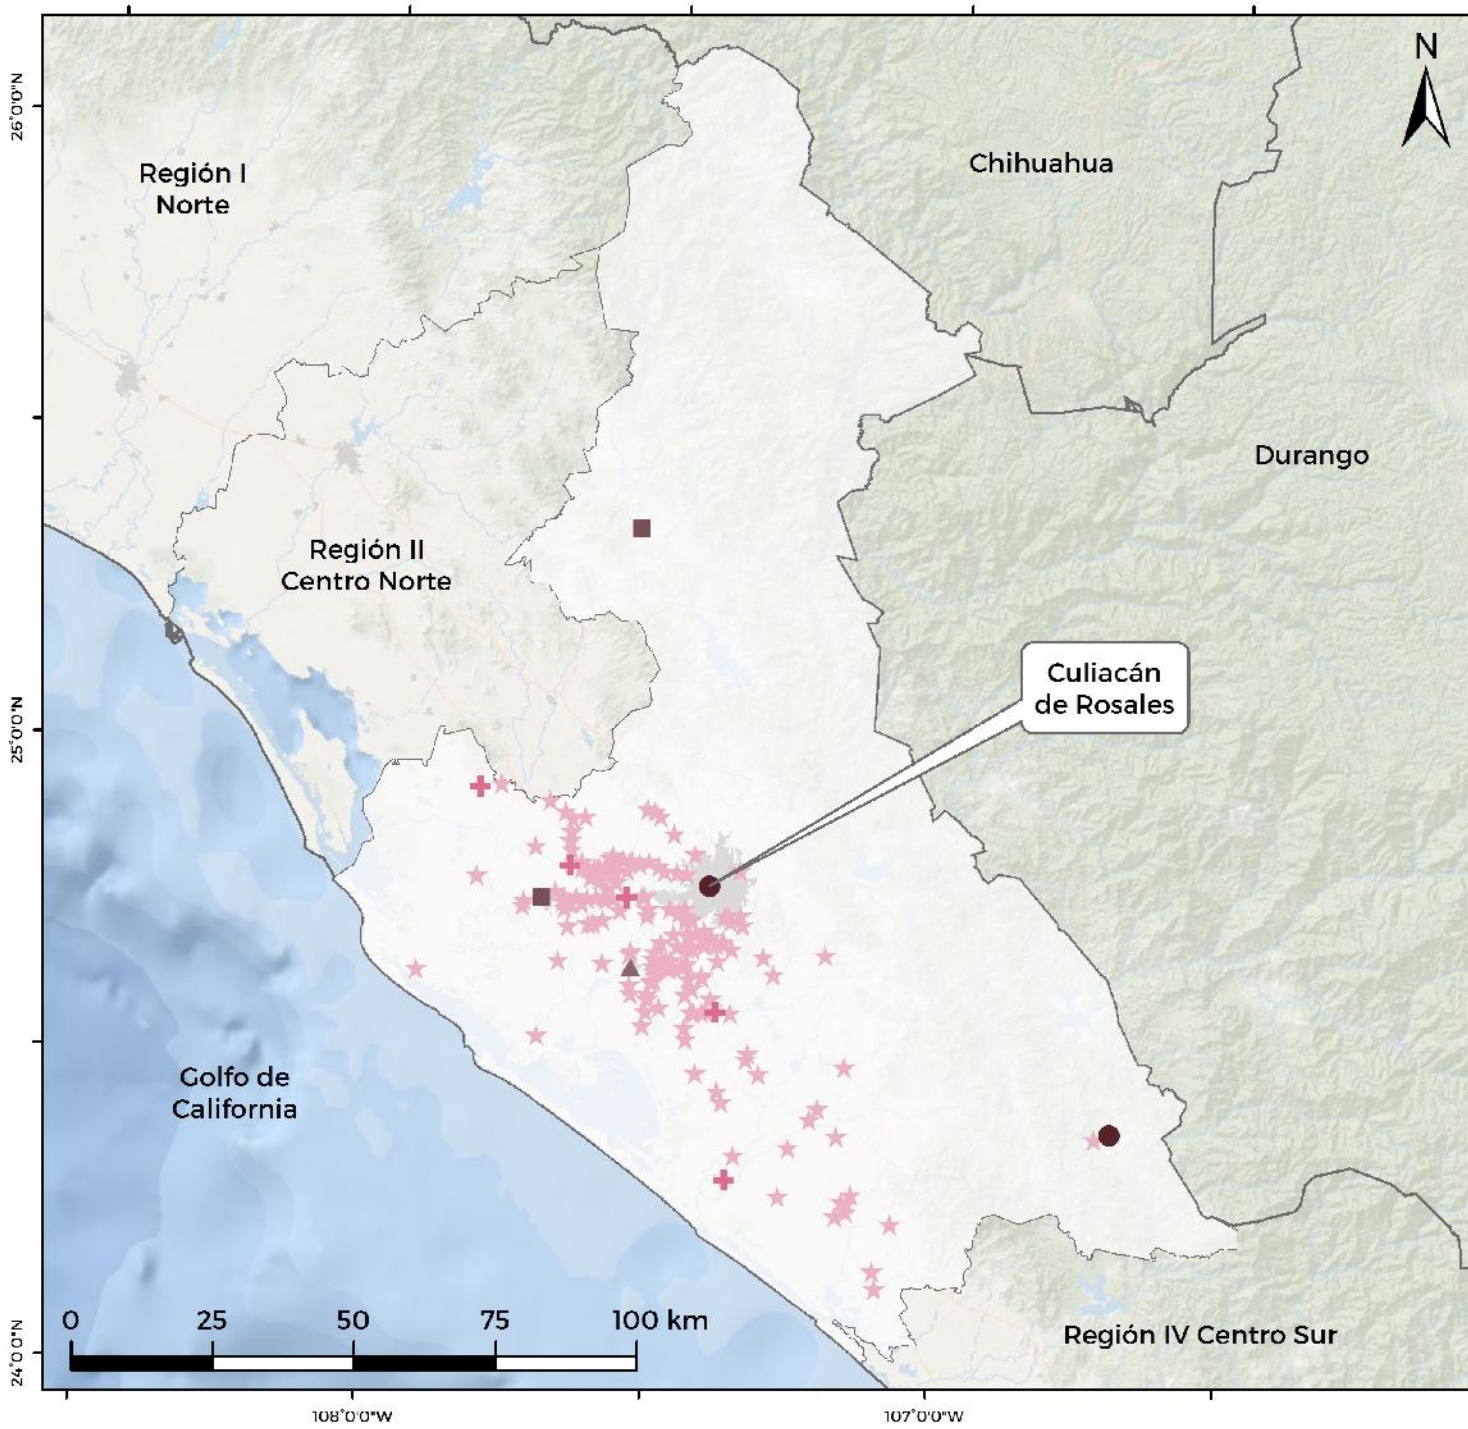 N
26°0'0"N
Región I
Norte
Chihuahua
Durango
Región II
Centro Norte
Culiacán
de Rosales
25°0'0"N
Golfo de
California
0 25 50 75 100 km
Región IV Centro Sur
24°0'0"N
108°0'0"W 107°0'0"W